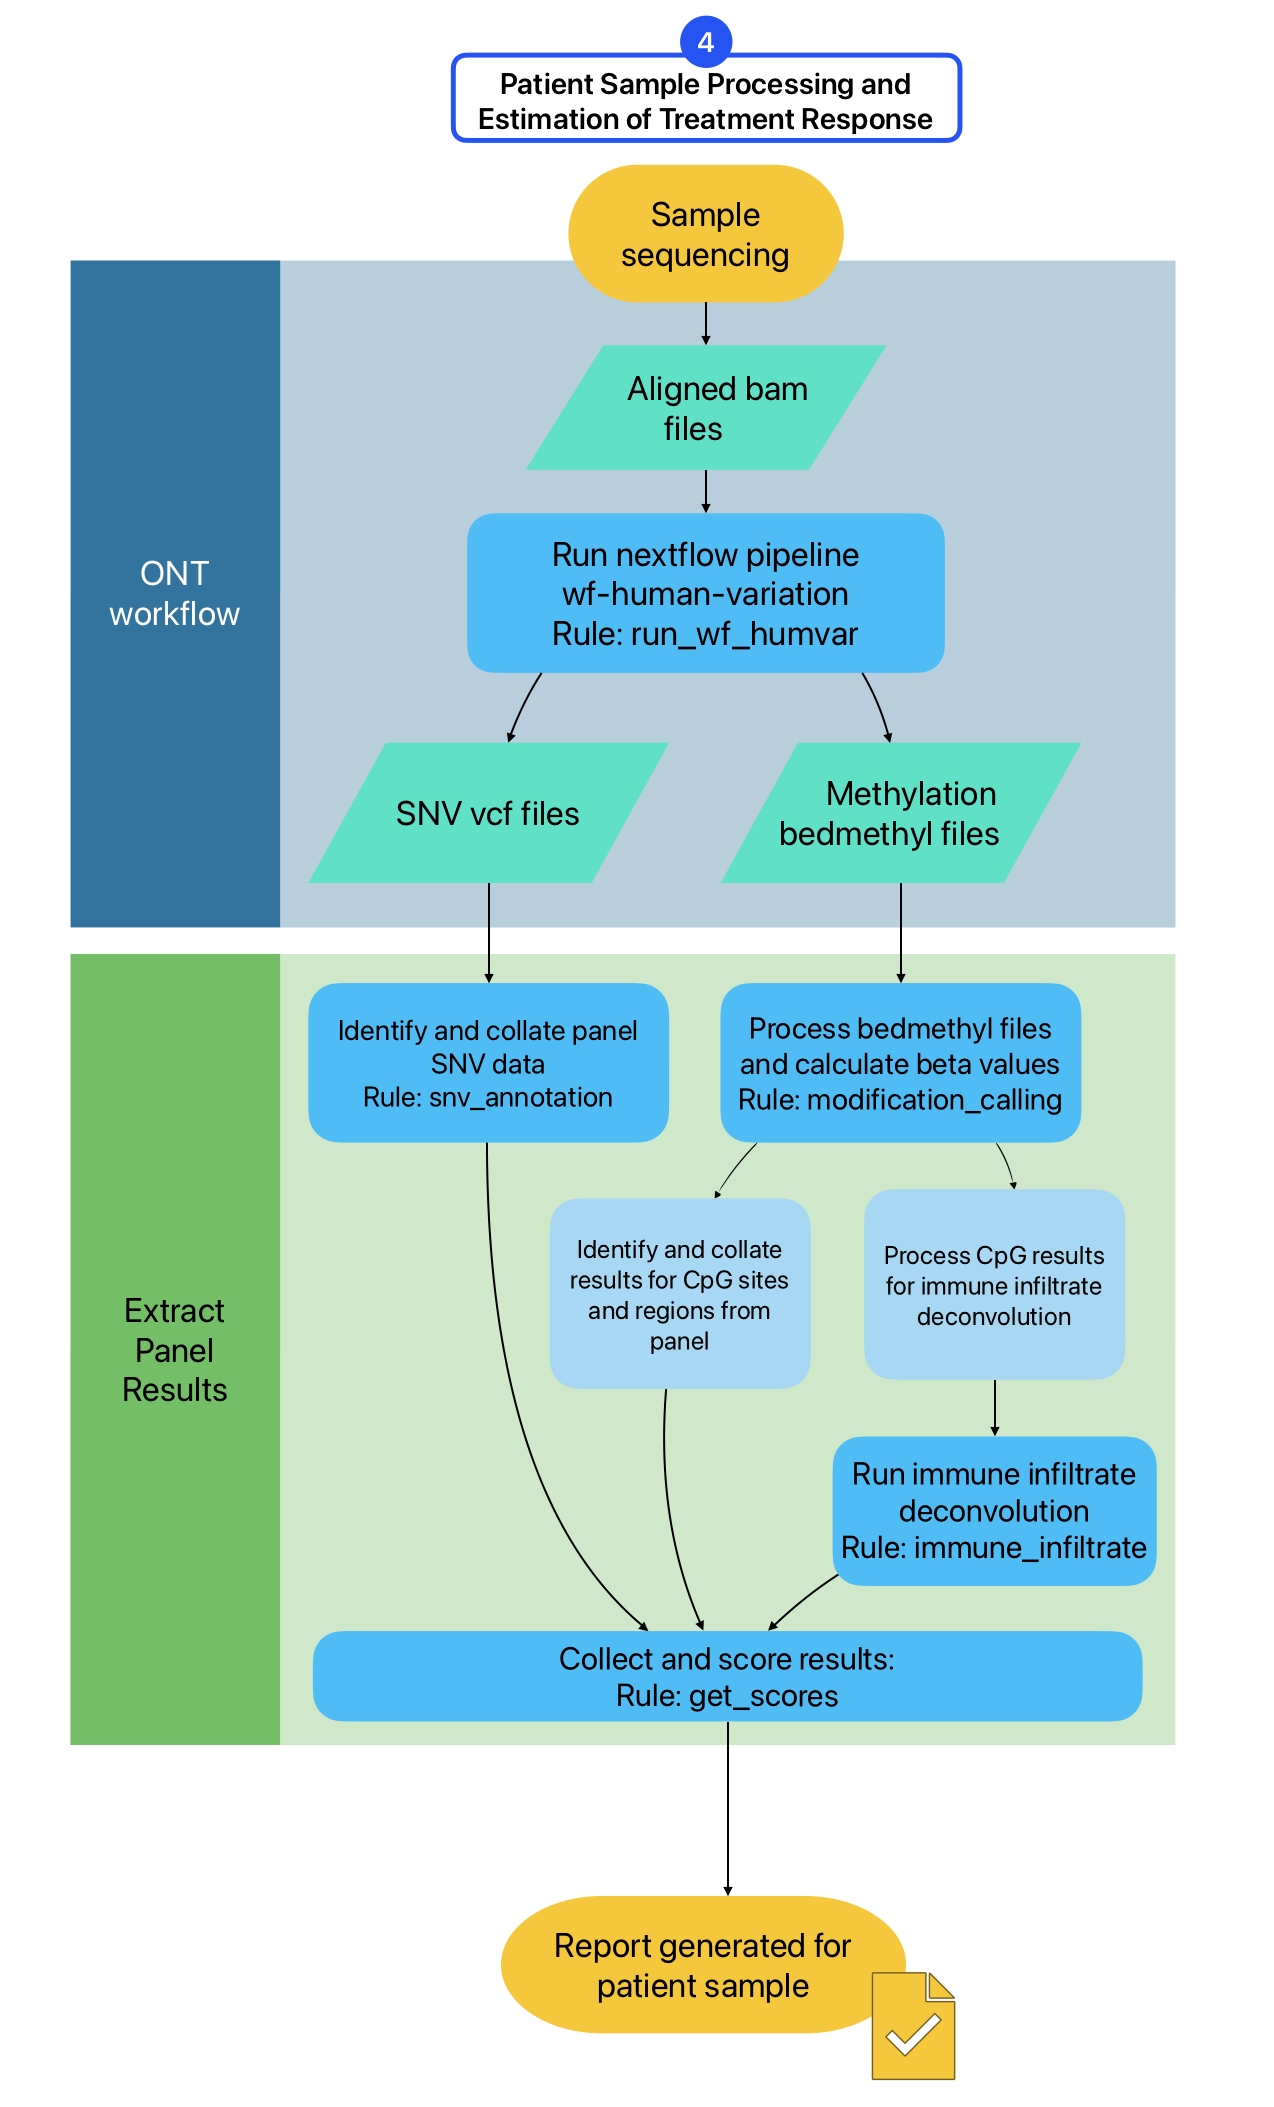 4
Patient Sample Processing and
Estimation of Treatment Response
Sample
sequencing
Aligned bam
files
Run nextflow pipeline
wf-human-variation
Rule: run_wf_humvar
ONT
workflow
SNV vcf files
Methylation
bedmethyl files
Identify and collate panel
SNV data
Rule: snv_annotation
Process bedmethyl files
and calculate beta values
Rule: modification_calling
Identify and collate
results for CpG sites
and regions from
panel
Process CpG results
for immune infiltrate
deconvolution
Extract
Panel
Results
Run immune infiltrate
deconvolution
Rule: immune_infiltrate
Collect and score results:
Rule: get_scores
Report generated for
patient sample